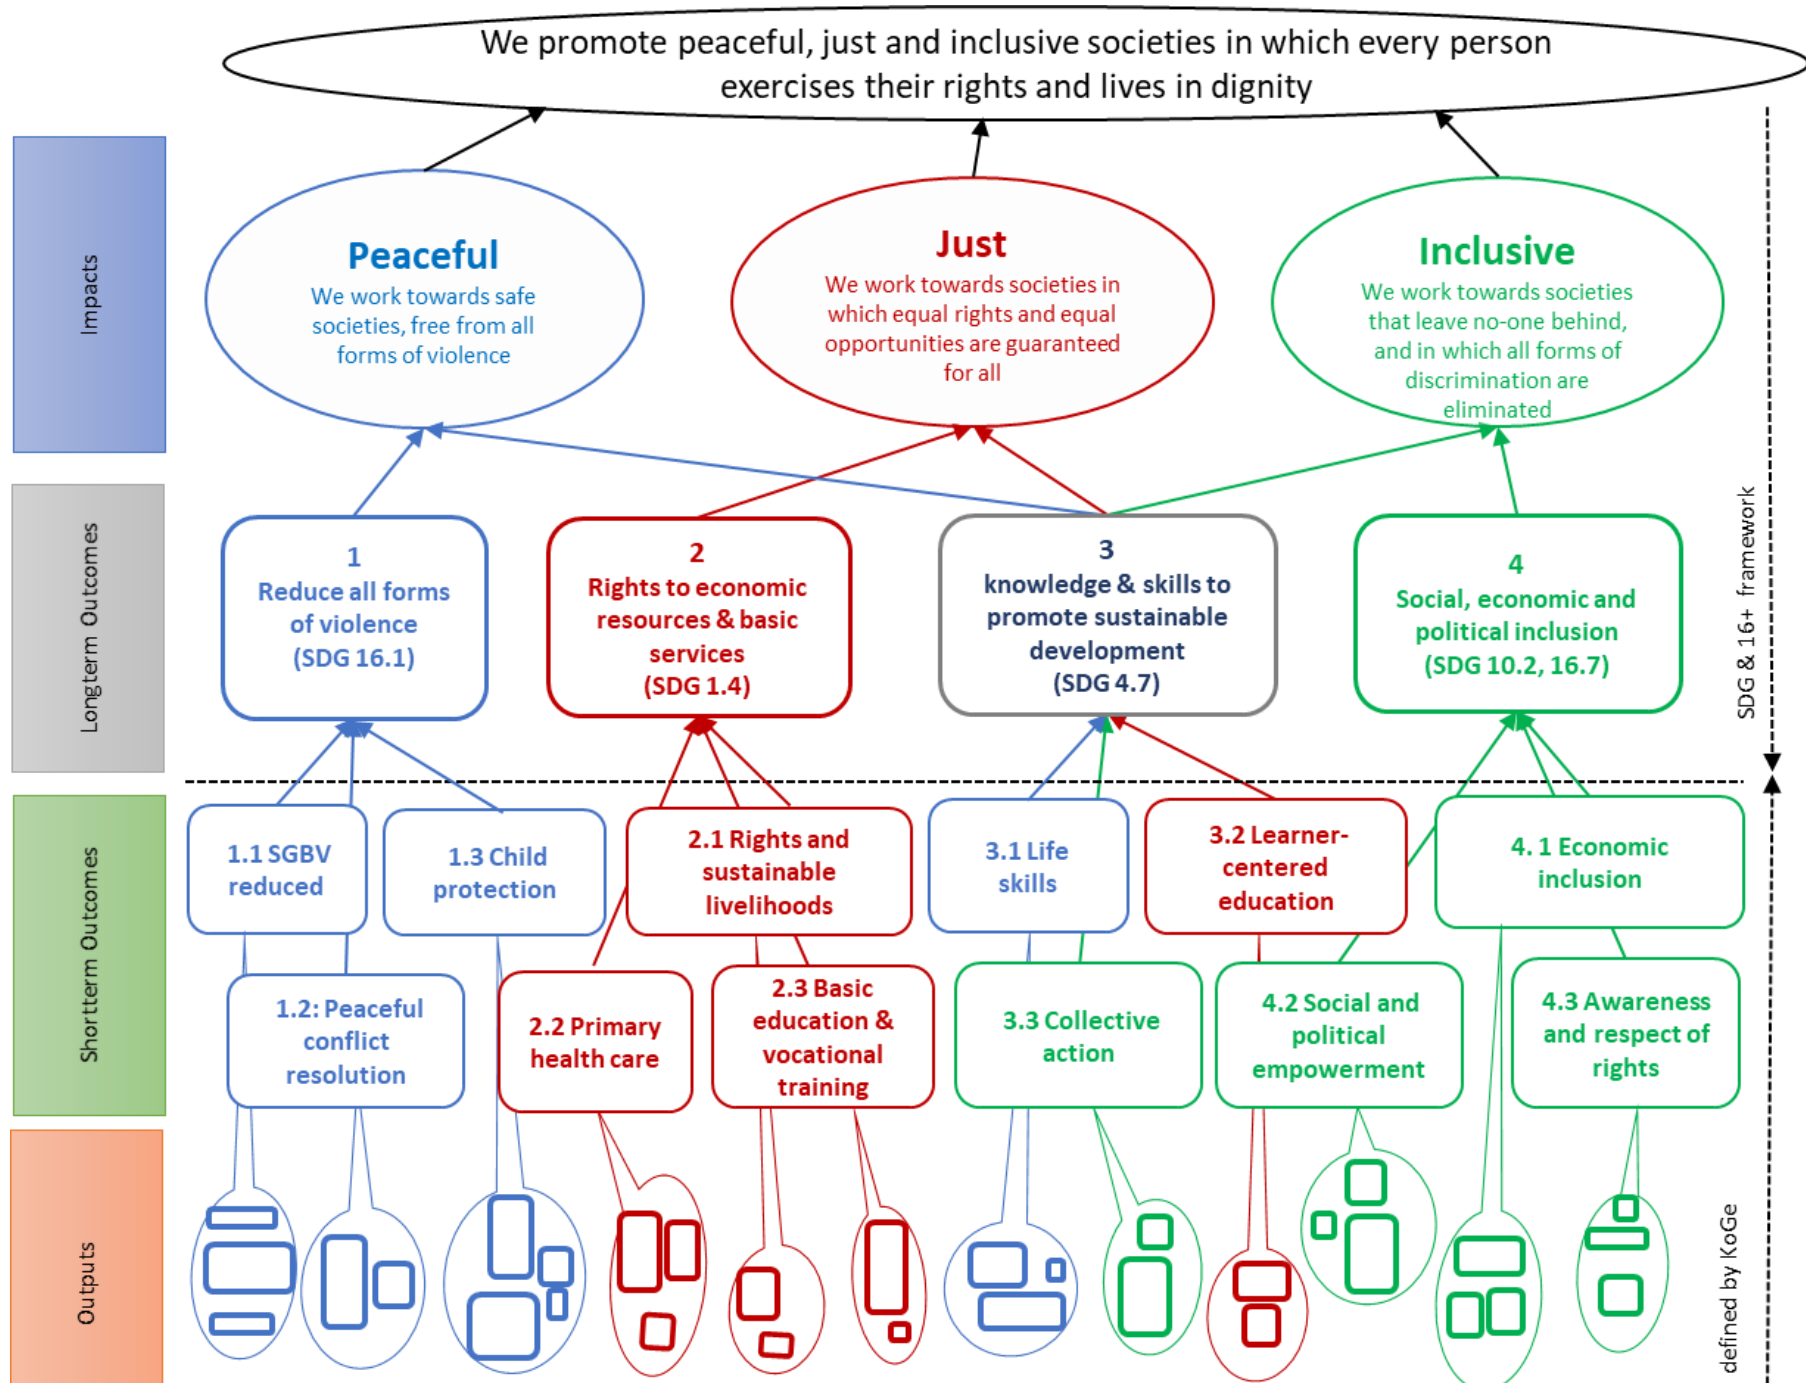 We promote peaceful, just and inclusive societies in which every person
exercises their rights and lives in dignity
Impacts
Peaceful
We work towards safe
societies, free from all
forms of violence
Just
We work towards societies in
which equal rights and equal
opportunities are guaranteed
for all
Inclusive
We work towards societies
that leave no-one behind,
and in which all forms of
discrimination are
eliminated
Longterm Outcomes
1
Reduce all forms
of violence
(SDG 16.1)
2
Rights to economic
resources & basic
services
(SDG 1.4)
3
knowledge & skills to
promote sustainable
development
(SDG 4.7)
4
Social, economic and
political inclusion
(SDG 10.2, 16.7)
SDG & 16+ framework
Shortterm Outcomes
1.1 SGBV
reduced
1.3 Child
protection
2.1 Rights and
sustainable
livelihoods
3.1 Life
skills
3.2 Learner-
centered
education
4. 1 Economic
inclusion
1.2: Peaceful
conflict
resolution
2.2 Primary
health care
2.3 Basic
education &
vocational
training
3.3 Collective
action
4.2 Social and
political
empowerment
4.3 Awareness
and respect of
rights
Outputs
defined by KoGe